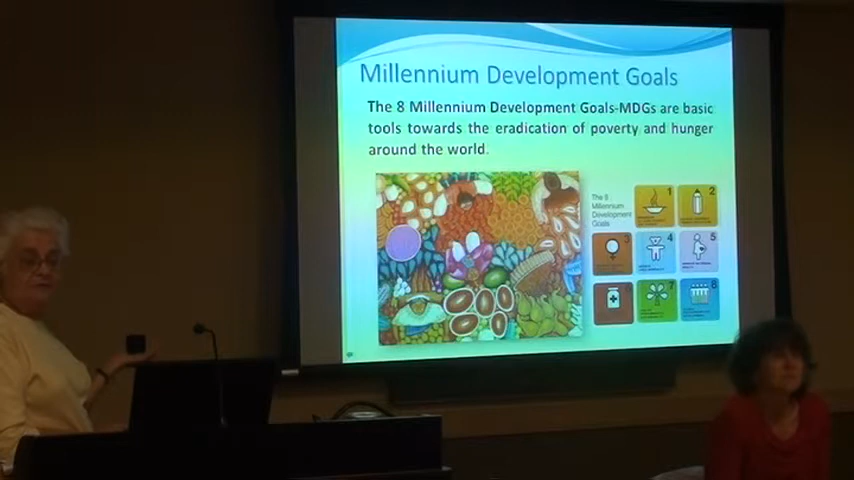 Millennium Development Goals
The 8 Millennium Development Goals-MDGs are basic
tools towards the eradication of poverty and hunger
around the world.
The 8
Millennium
Development
Goals
1
2
3
4
5
7
8